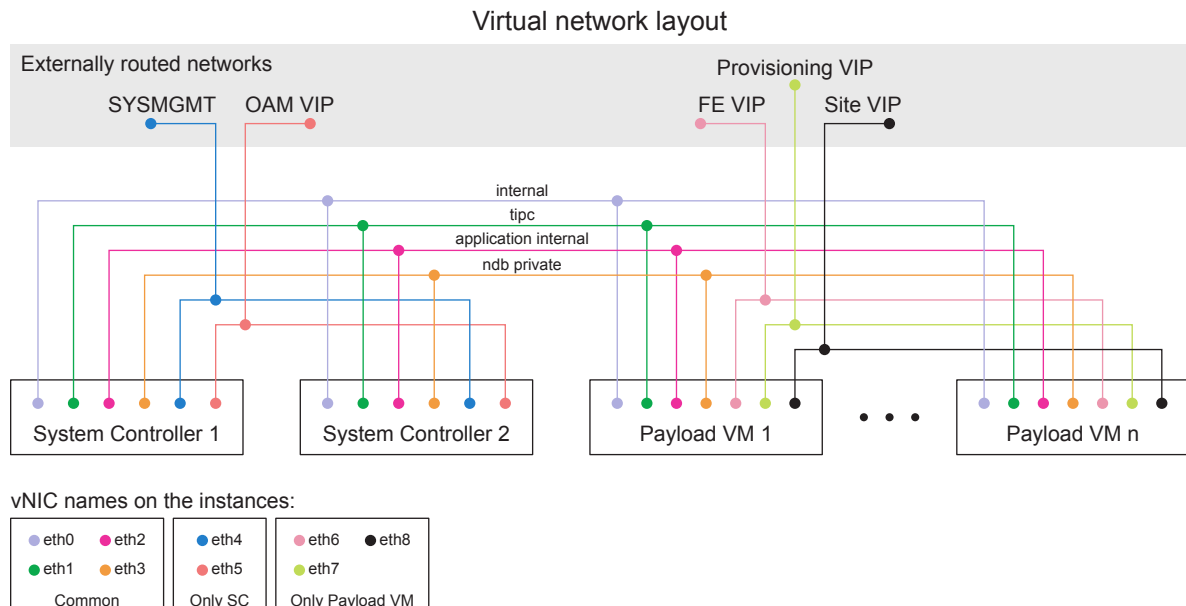 Virtual network layout
Externally routed networks
Provisioning VIP
SYSMGMT OAM VIP FE VIP Site VIP
internal
tipc
application internal
ndb private
System Controller 1 System Controller 2 Payload VM 1 Payload VM n
vNIC names on the instances:
eth0 eth2 eth4 eth6 eth8
eth1 eth3 eth5 eth7
Common Only SC Only Payload VM